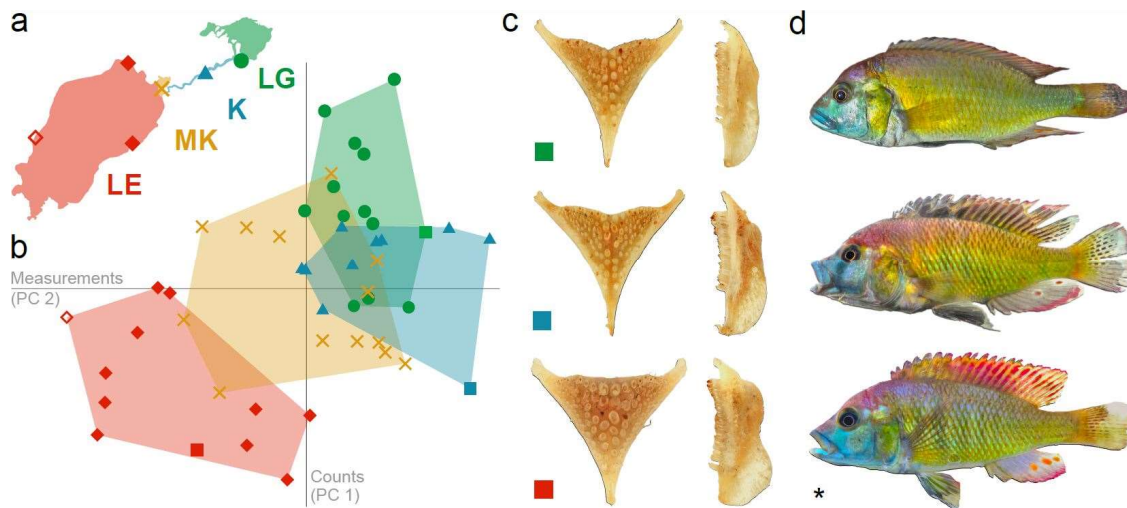 a
LG
K
MK
LE
b
Measurements
(PC 2)
Counts
(PC 1)
c
d
*